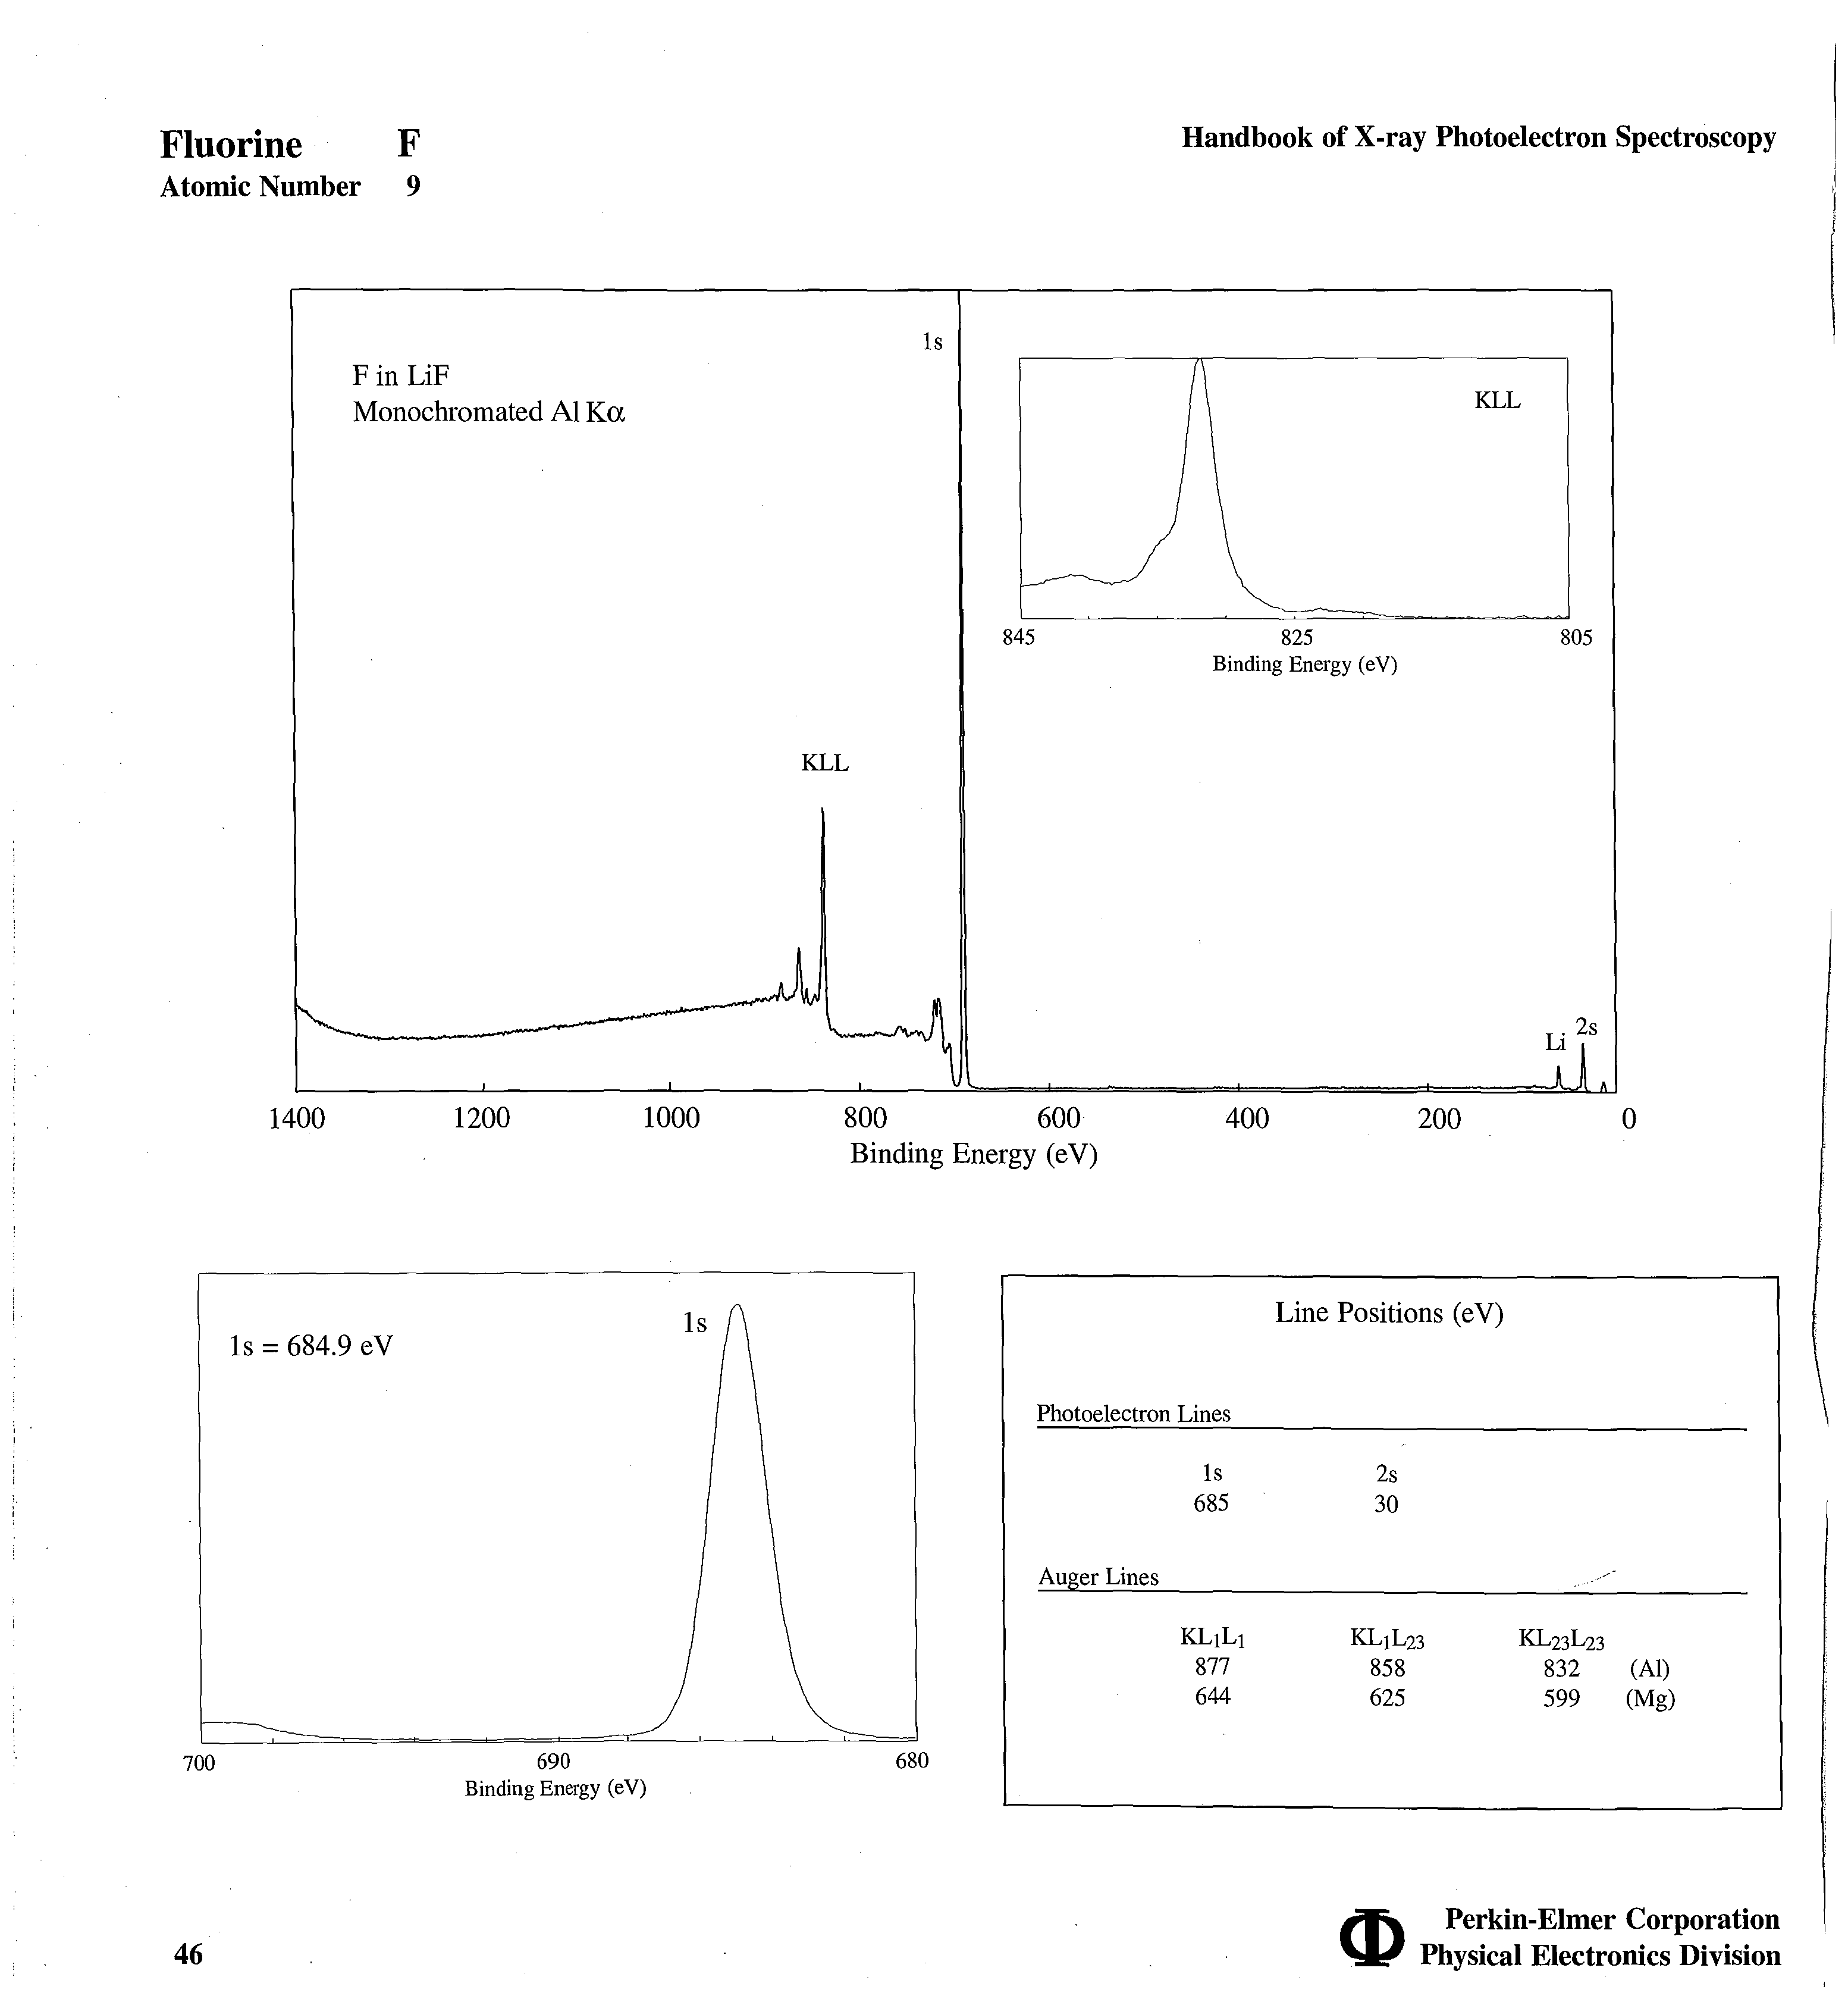 Fluorine F
Atomic Number 9
Handbook of X-ray Photoelectron Spectroscopy
1s
F in LiF
Monochromated Al Kα
KLL
845 825 805
Binding Energy (eV)
KLL
Li 2s
1400 1200 1000 800 600 400 200 0
Binding Energy (eV)
1s
1s = 684.9 eV
700 690 680
Binding Energy (eV)
Line Positions (eV)
Photoelectron Lines
1s 2s
685 30
Auger Lines
KL₁L₁ KL₁L₂₃ KL₂₃L₂₃
877 858 832 (Al)
644 625 599 (Mg)
46
Perkin-Elmer Corporation
Physical Electronics Division